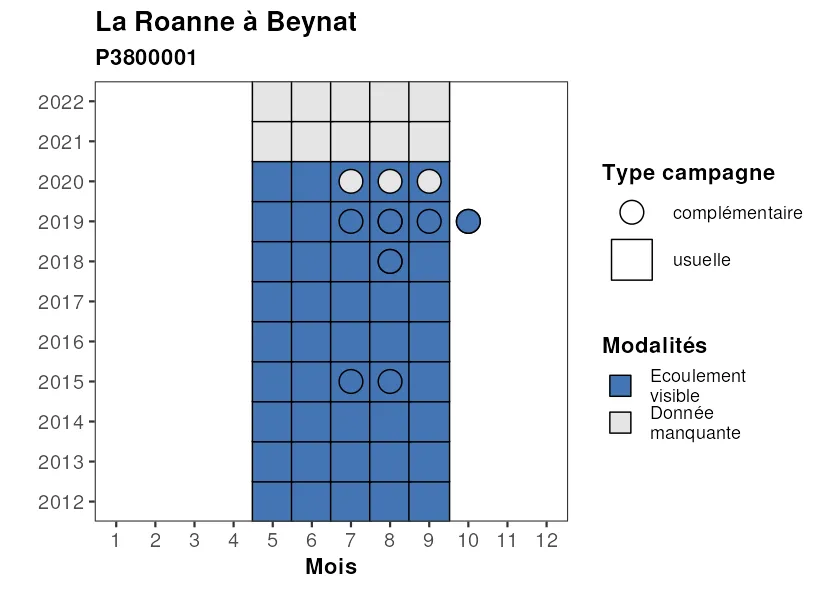 La Roanne à Beynat
P3800001
2022
2021
2020
2019
2018
2017
2016
2015
2014
2013
2012
1 2 3 4 5 6 7 8 9 10 11 12
Mois
Type campagne
complémentaire
usuelle
Modalités
Ecoulement
visible
Donnée
manquante